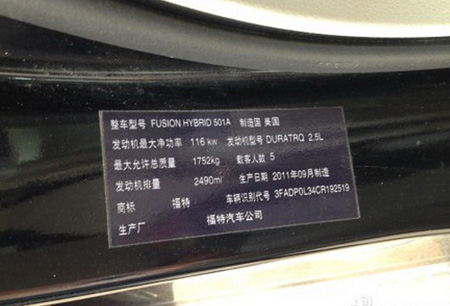 整车型号 FUSION HYBRID 501A 制造国 美国
发动机最大净功率 116 kw 发动机型号 DURATRQ 2.5L
最大允许总质量 1752kg 载客人数 5
发动机排量 2490ml 生产日期 2011年09月制造
商标 福特 车辆识别代号 3FADP0L34CR192519
生产厂 福特汽车公司